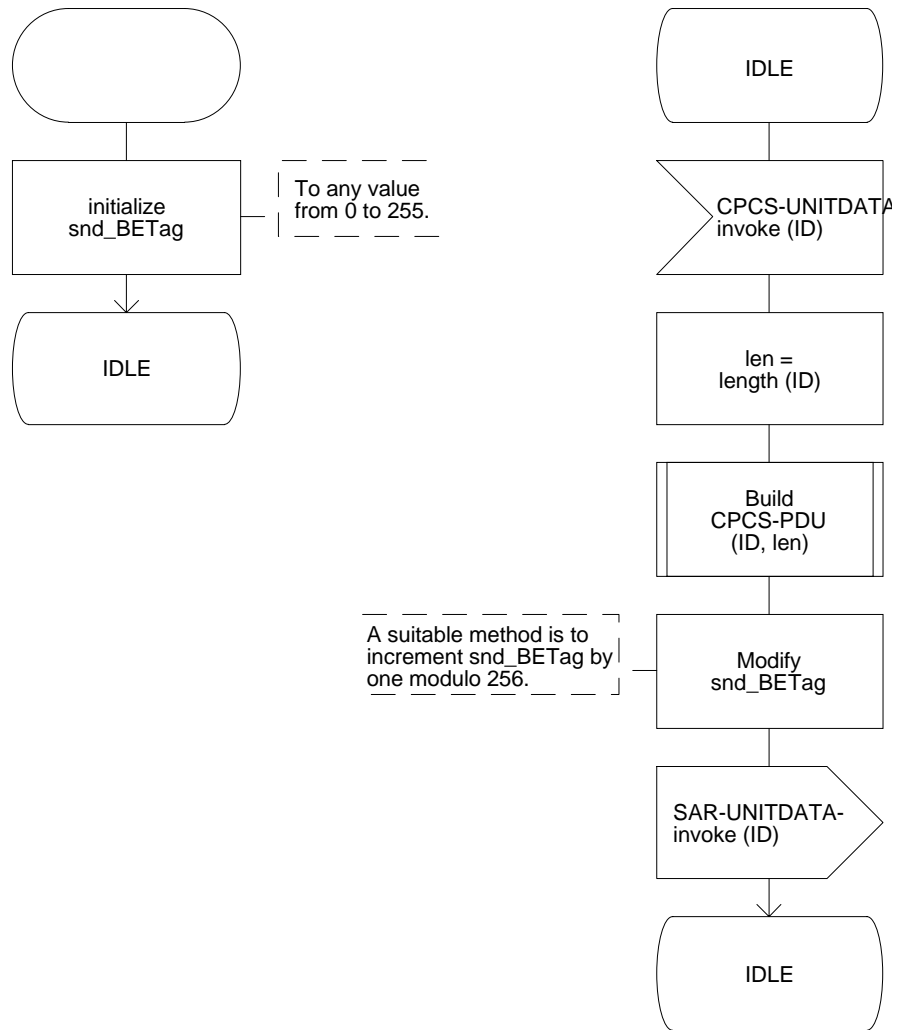 initialize
snd_BETag
To any value
from 0 to 255.
IDLE
IDLE
CPCS-UNITDATA
invoke (ID)
len =
length (ID)
Build
CPCS-PDU
(ID, len)
A suitable method is to
increment snd_BETag by
one modulo 256.
Modify
snd_BETag
SAR-UNITDATA-
invoke (ID)
IDLE